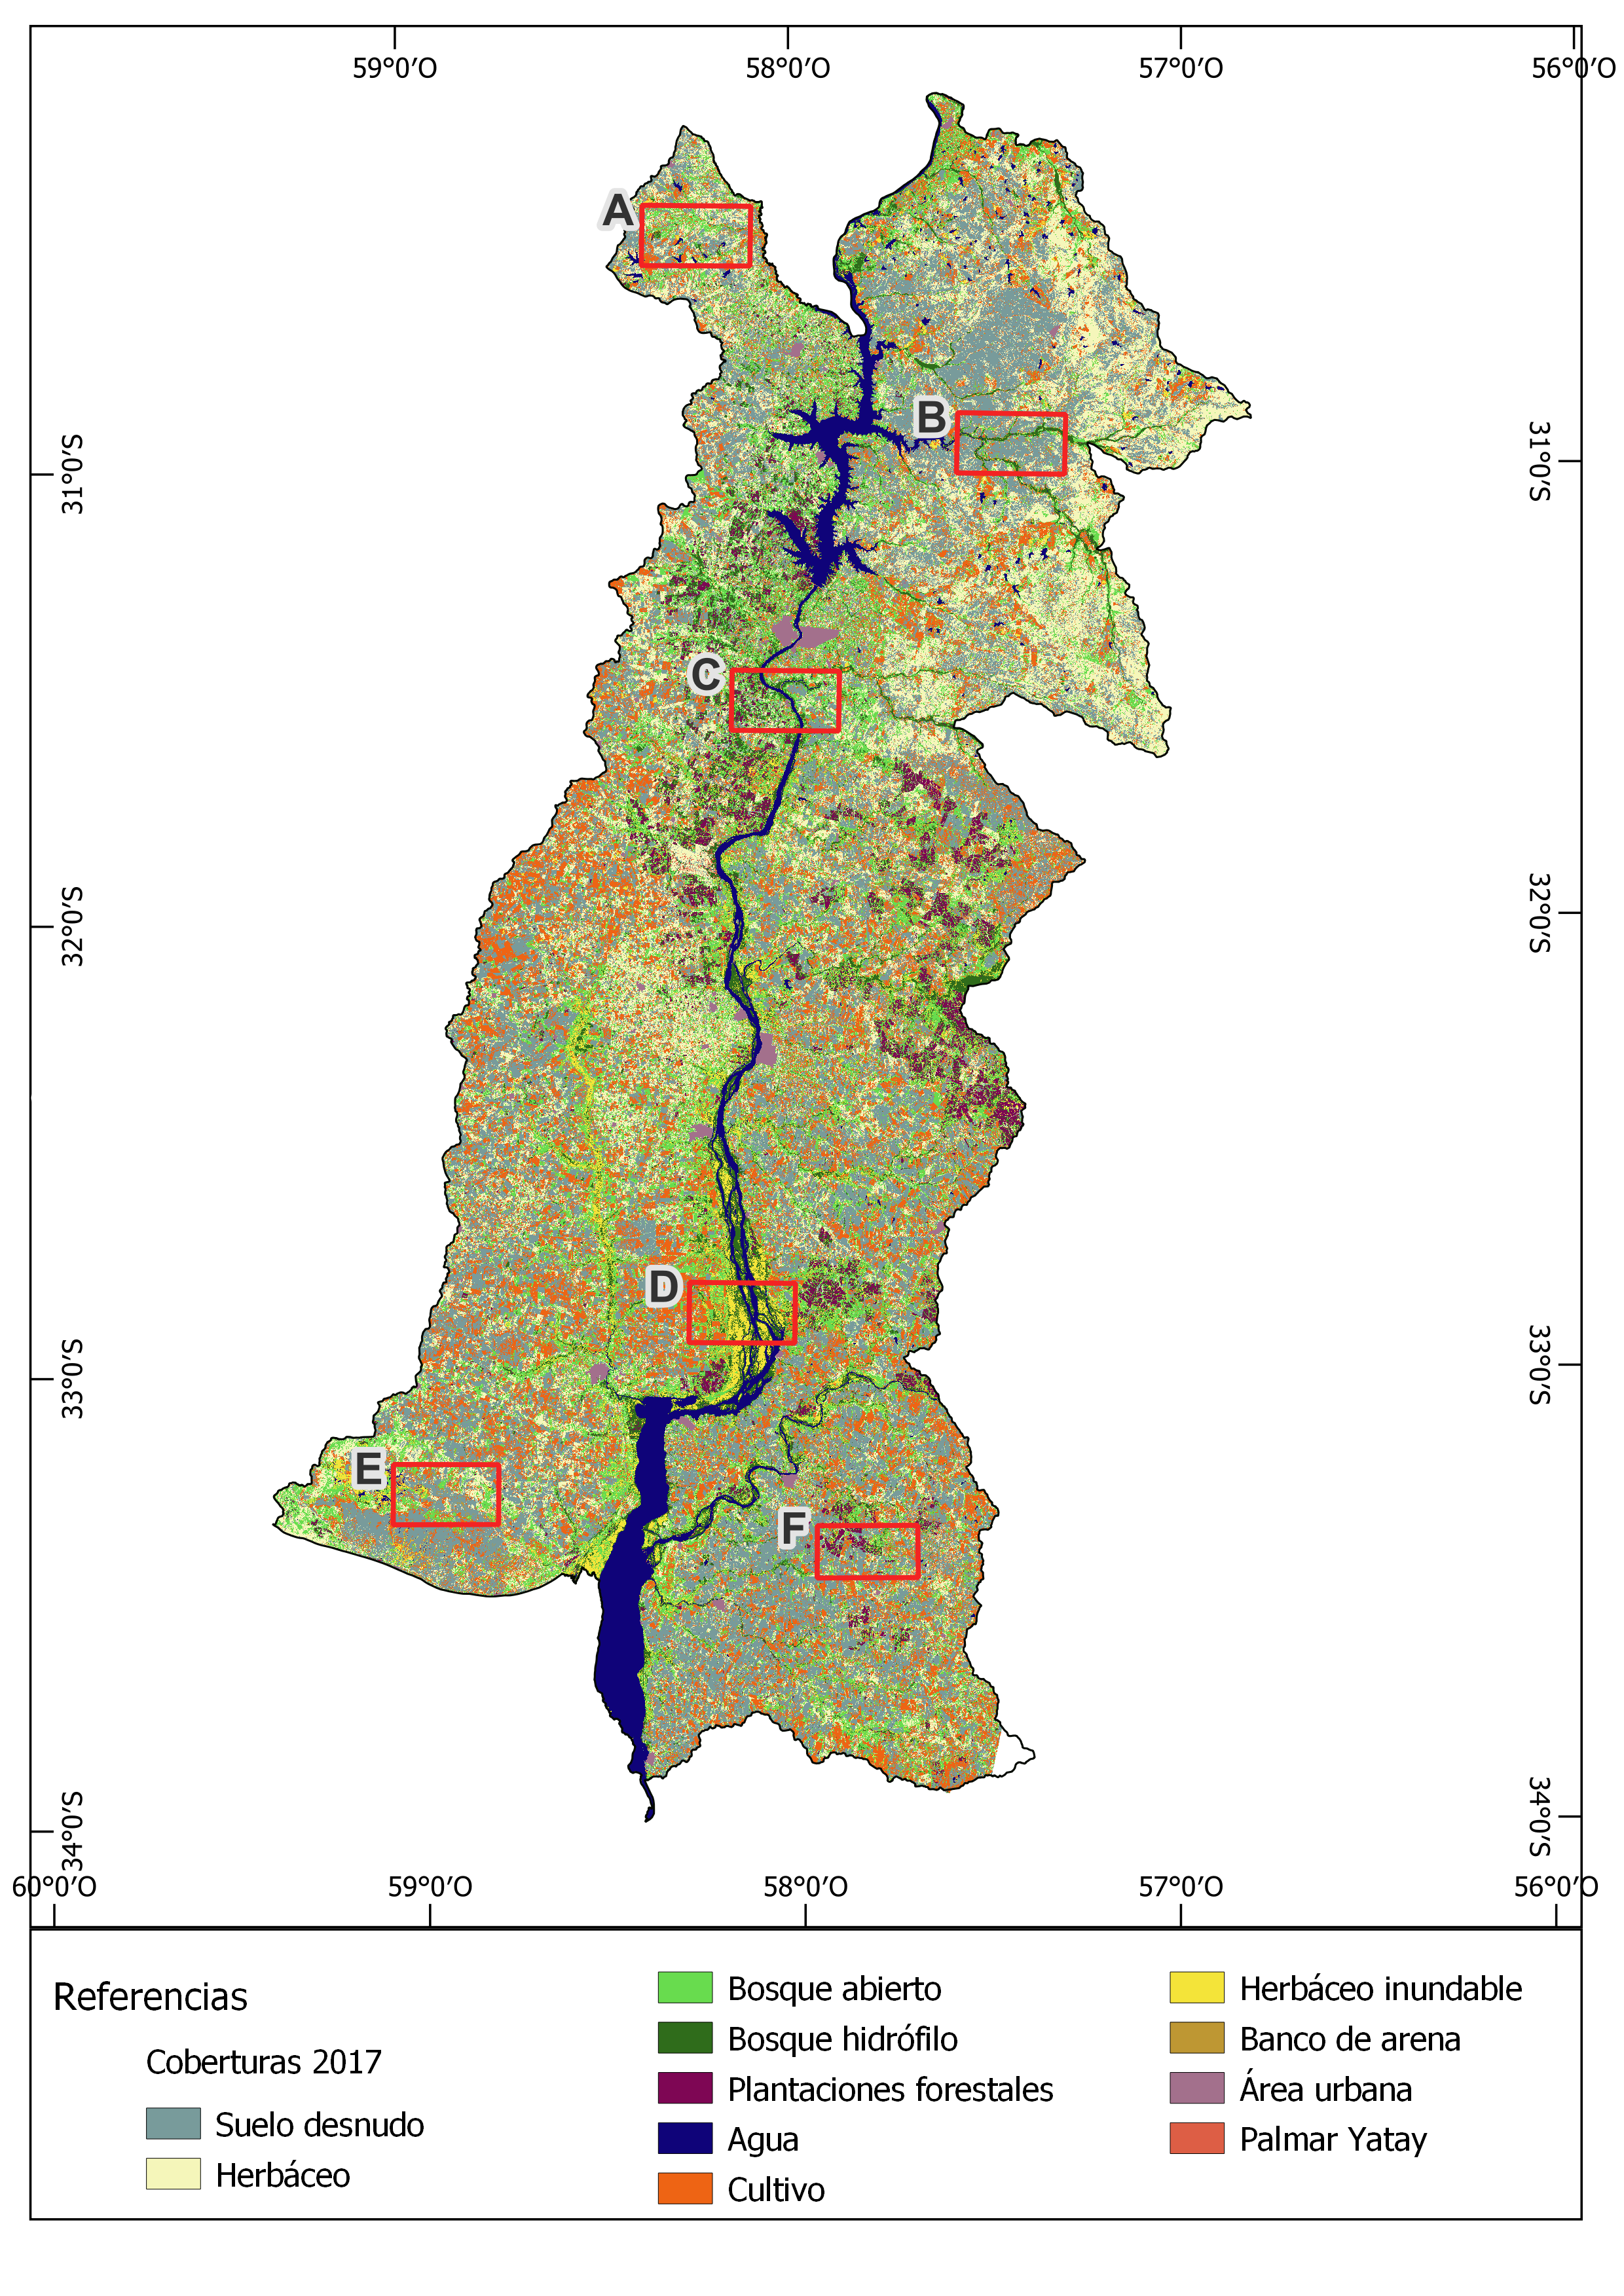 59°0′O 58°0′O 57°0′O 56°0′O
A
B
31°0′S 31°0′S
C
32°0′S 32°0′S
D
33°0′S 33°0′S
E
F
34°0′S 34°0′S
60°0′O 59°0′O 58°0′O 57°0′O 56°0′O
Referencias
Coberturas 2017
Suelo desnudo
Herbáceo
Bosque abierto
Bosque hidrófilo
Plantaciones forestales
Agua
Cultivo
Herbáceo inundable
Banco de arena
Área urbana
Palmar Yatay